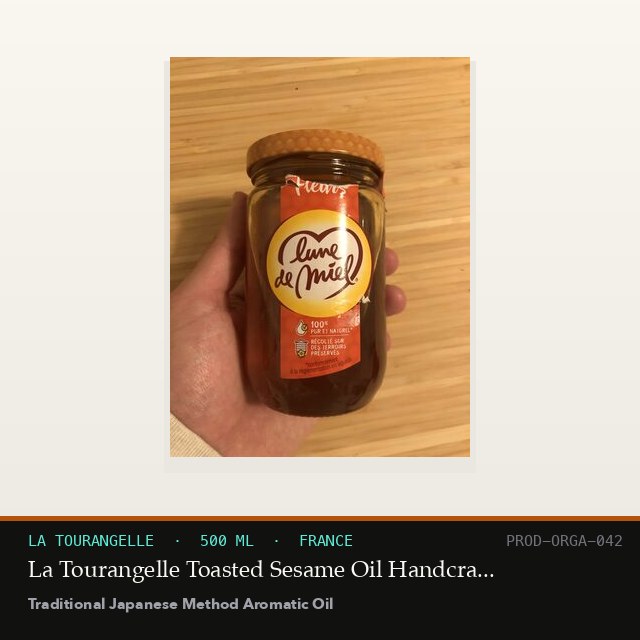 Fleurs
lune
de miel
100%
PUR ET NATUREL*
RÉCOLTÉ SUR
DES TERROIRS
PRÉSERVÉS
LA TOURANGELLE · 500 ML · FRANCE
PROD-ORGA-042
La Tourangelle Toasted Sesame Oil Handcra...
Traditional Japanese Method Aromatic Oil